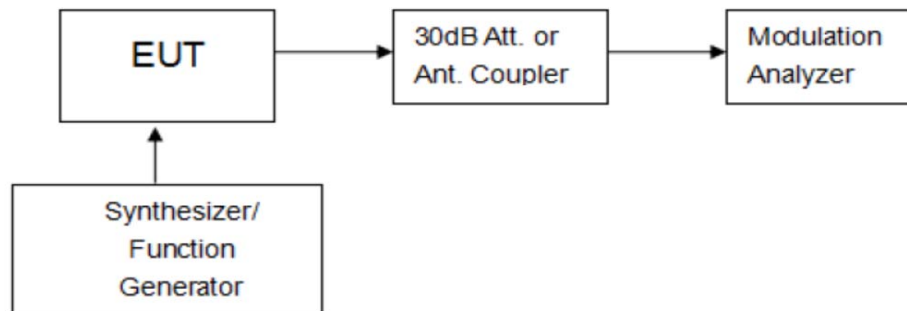 EUT
30dB Att. or
Ant. Coupler
Modulation
Analyzer
Synthesizer/
Function
Generator